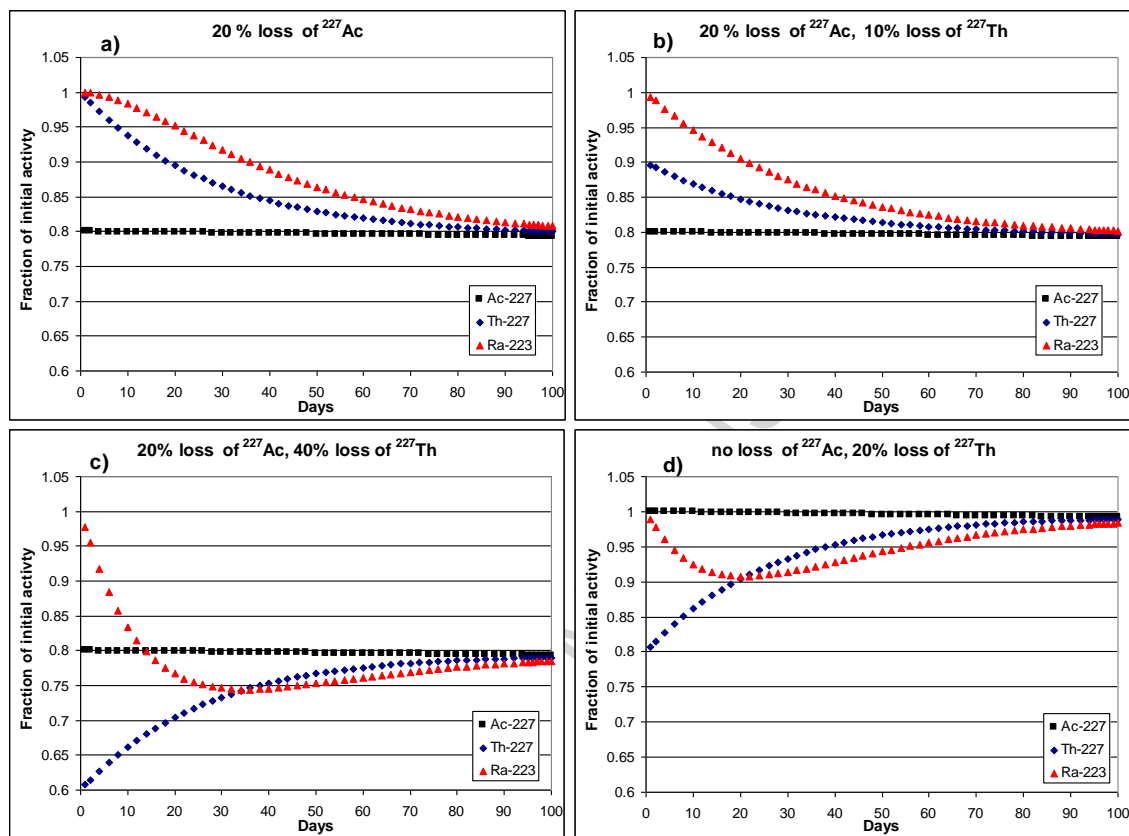 a)
20 % loss of ²²⁷Ac
Fraction of initial activty
1.05
1
0.95
0.9
0.85
0.8
0.75
0.7
0.65
0.6
0 10 20 30 40 50 60 70 80 90 100
Days
Ac-227
Th-227
Ra-223
b)
20 % loss of ²²⁷Ac, 10% loss of ²²⁷Th
Fraction of initial activty
1.05
1
0.95
0.9
0.85
0.8
0.75
0.7
0.65
0.6
0 10 20 30 40 50 60 70 80 90 100
Days
Ac-227
Th-227
Ra-223
c)
20% loss of ²²⁷Ac, 40% loss of ²²⁷Th
Fraction of initial activty
1.05
1
0.95
0.9
0.85
0.8
0.75
0.7
0.65
0.6
0 10 20 30 40 50 60 70 80 90 100
Days
Ac-227
Th-227
Ra-223
d)
no loss of ²²⁷Ac, 20% loss of ²²⁷Th
Fraction of initial activty
1.05
1
0.95
0.9
0.85
0.8
0.75
0.7
0.65
0.6
0 10 20 30 40 50 60 70 80 90 100
Days
Ac-227
Th-227
Ra-223